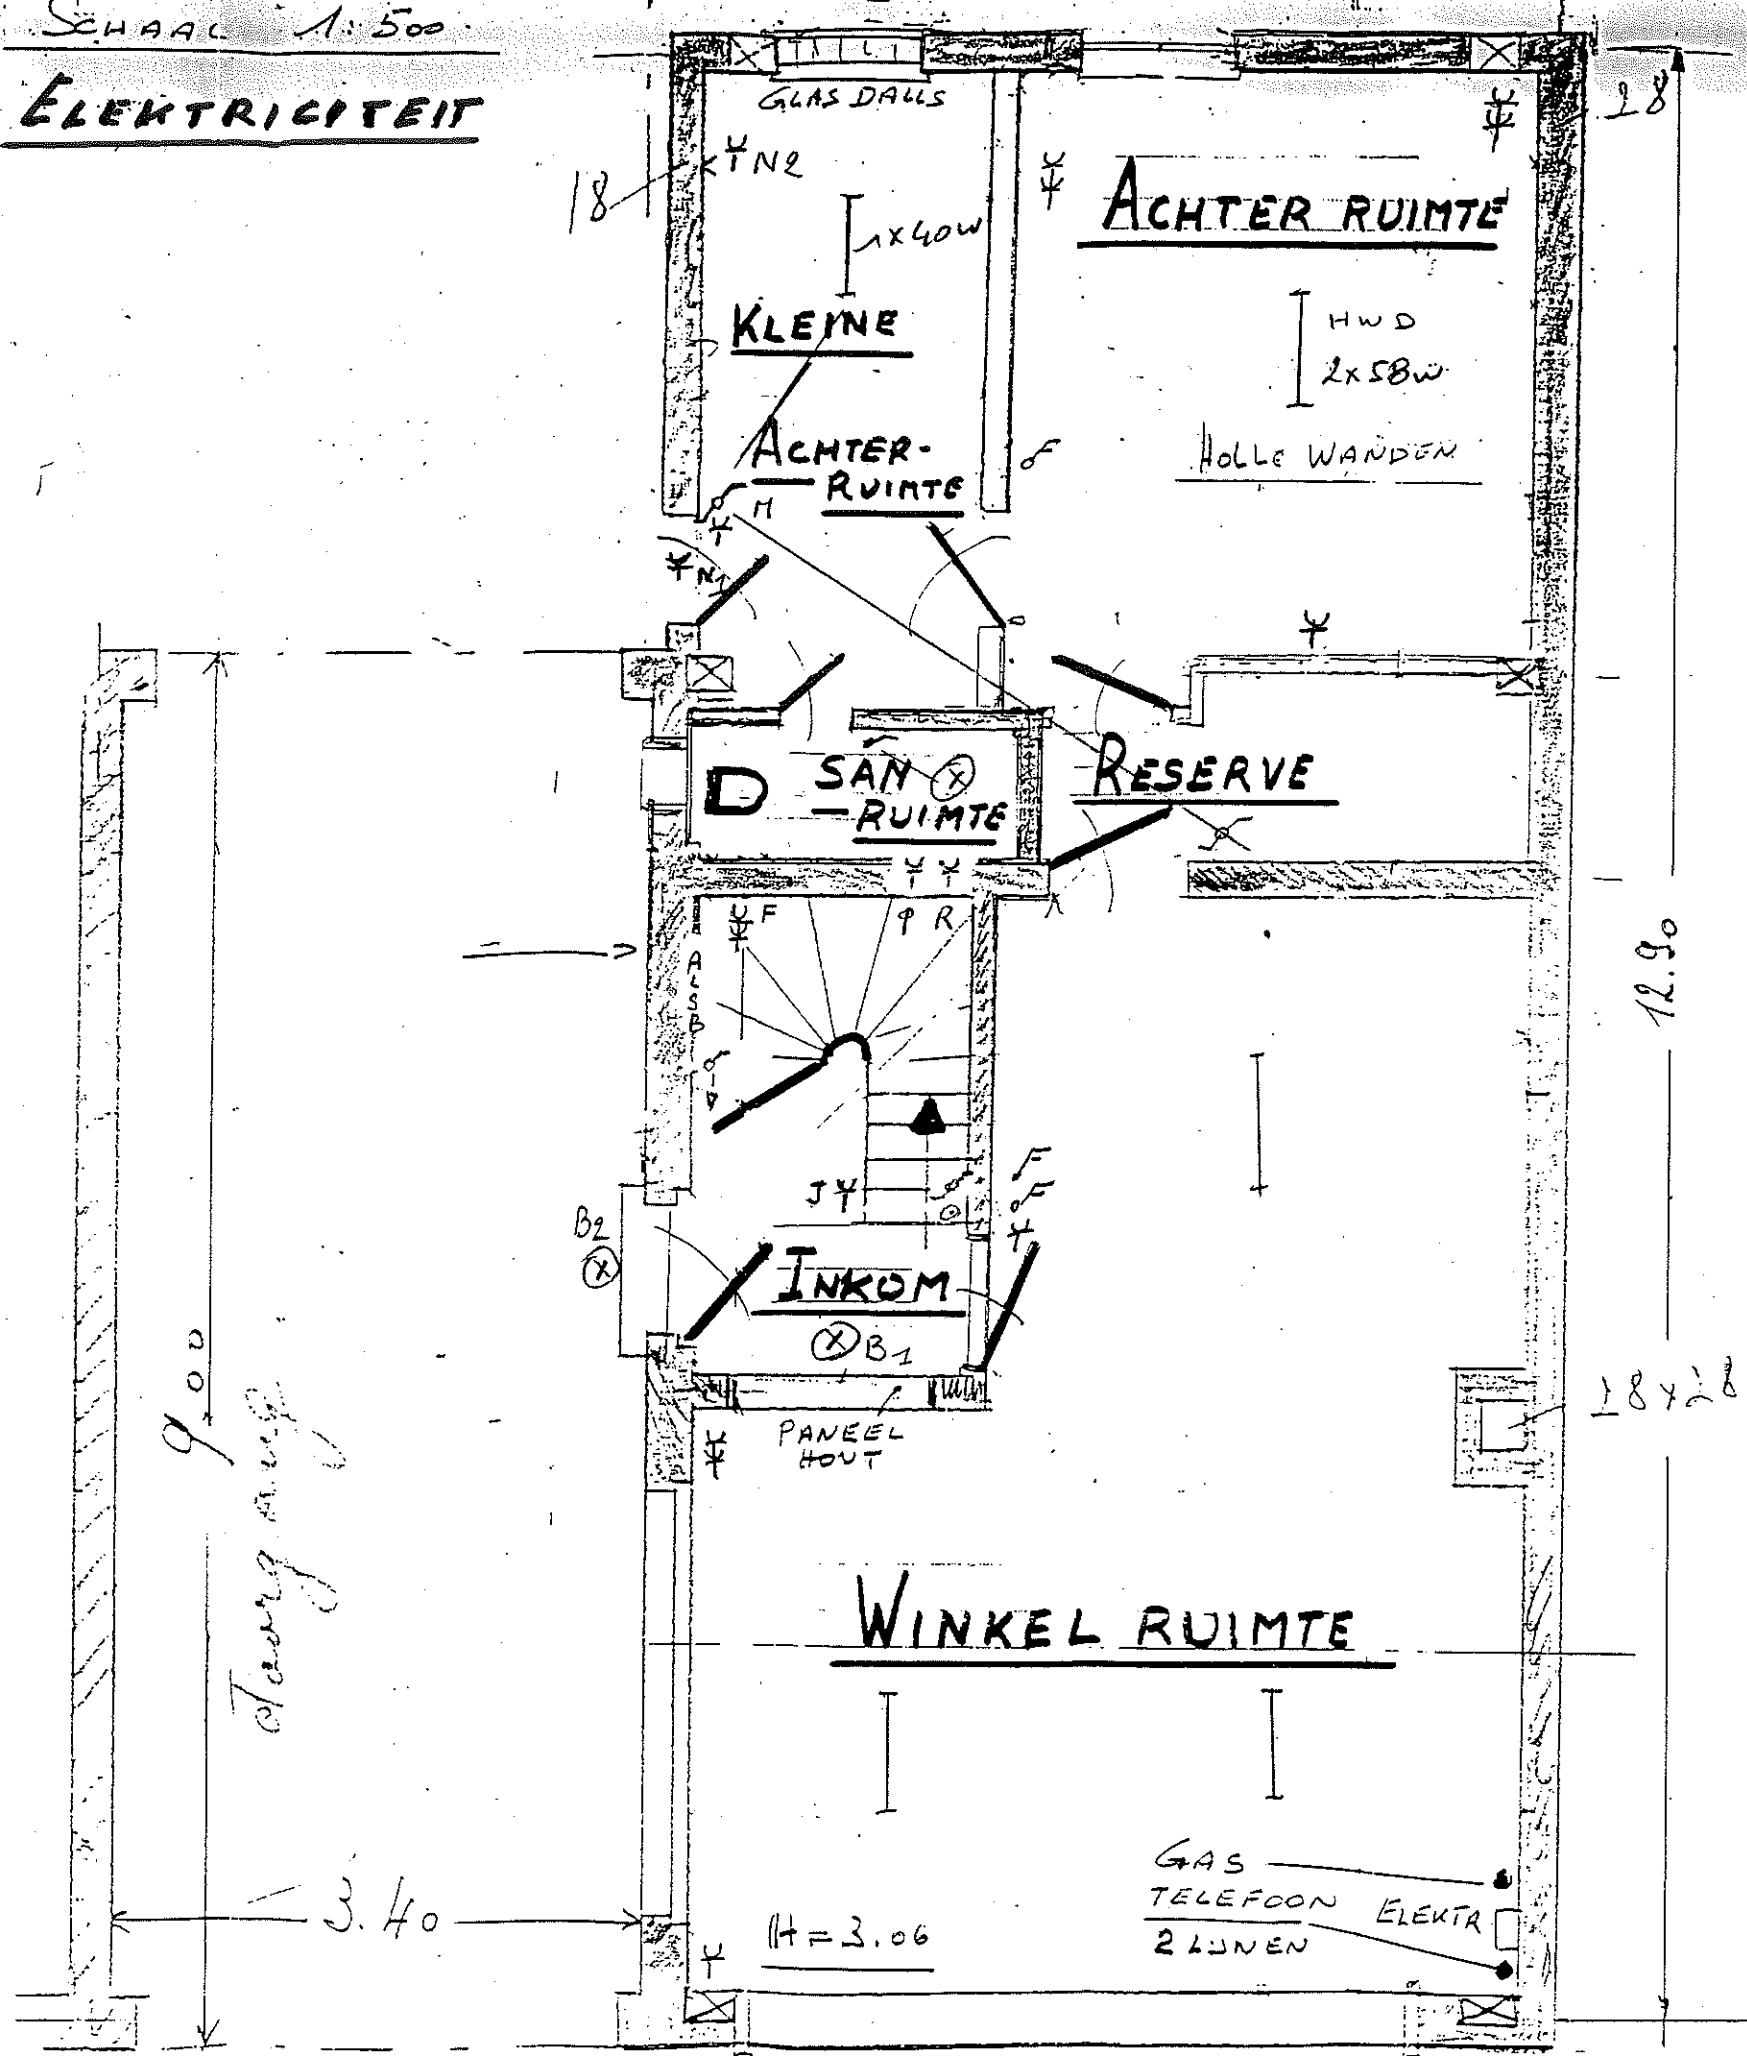 SCHAAL 1:500
ELEKTRICITEIT
GLAS DALLS
18
N2
18
1x40W
ACHTER RUIMTE
KLEINE
HWD
2x58W
ACHTER-
RUIMTE
HOLLE WANDEN
M
N1
SAN
RUIMTE
RESERVE
F
P R
A
L
S
B
12.90
J
B2
INKOM
B1
PANEEL
HOUT
18x28
9.00
WINKEL RUIMTE
GAS
TELEFOON
ELEKTR
2 LIJNEN
3.40
H=3.06